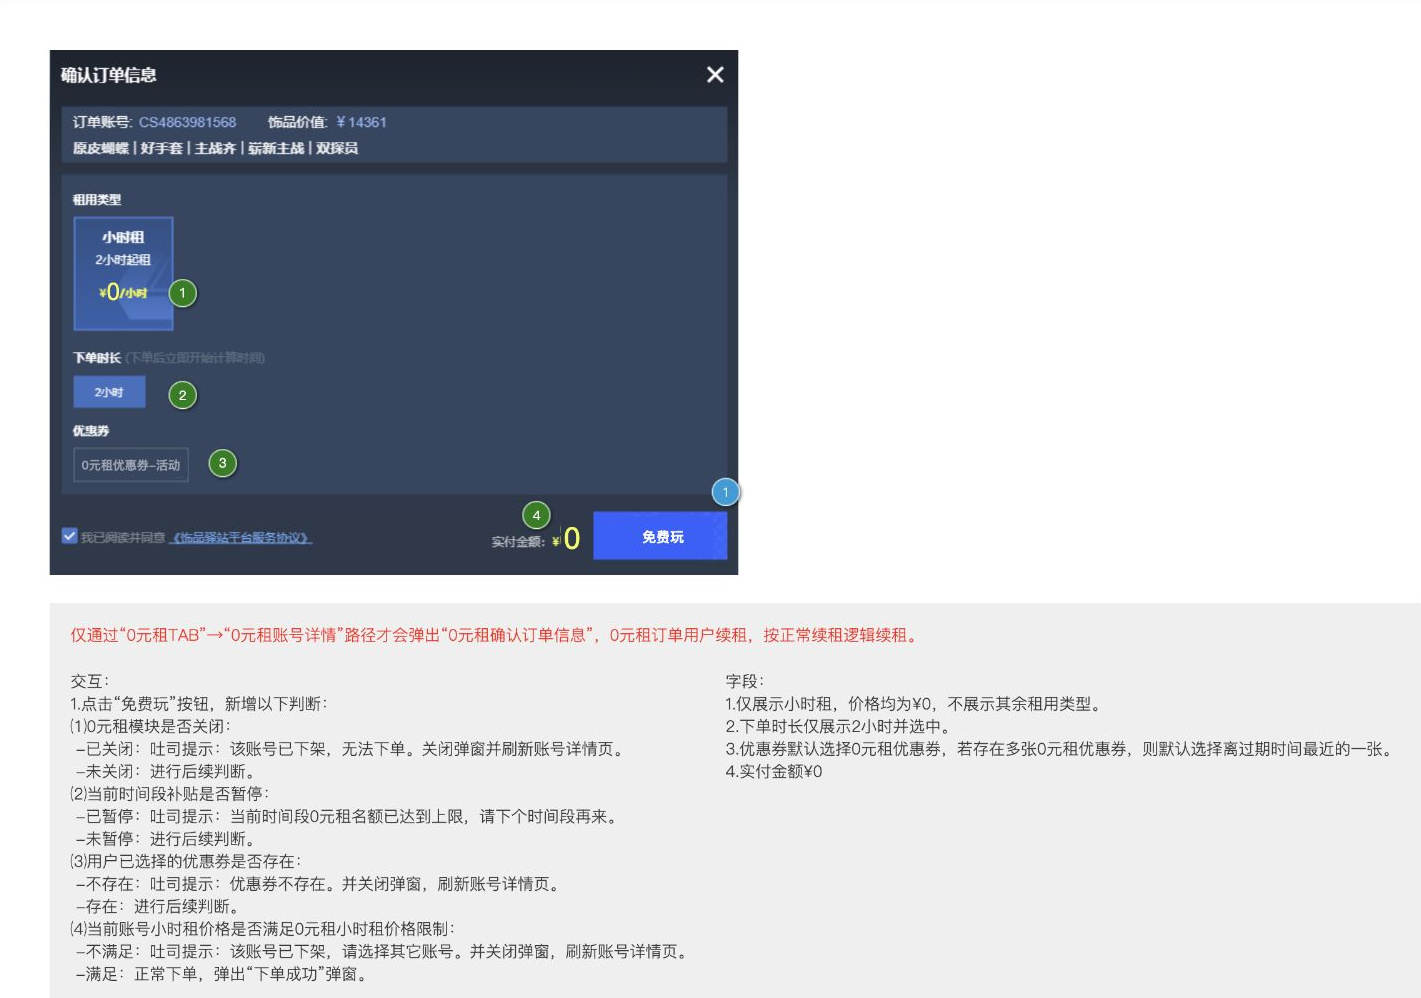 确认订单信息
订单账号: CS4863981568 饰品价值: ¥14361
原皮蝴蝶 | 好手套 | 主战齐 | 崭新主战 | 双探员
租用类型
小时租
2小时起租
¥0/小时
1
下单时长 (下单后立即开始计算时间)
2小时
2
优惠券
0元租优惠券–活动
3
1
4
我已阅读并同意 《饰品驿站平台服务协议》
实付金额: ¥0
免费玩
仅通过“0元租TAB”→“0元租账号详情”路径才会弹出“0元租确认订单信息”，0元租订单用户续租，按正常续租逻辑续租。
交互：
1.点击“免费玩”按钮，新增以下判断：
(1)0元租模块是否关闭：
–已关闭：吐司提示：该账号已下架，无法下单。关闭弹窗并刷新账号详情页。
–未关闭：进行后续判断。
(2)当前时间段补贴是否暂停：
–已暂停：吐司提示：当前时间段0元租名额已达到上限，请下个时间段再来。
–未暂停：进行后续判断。
(3)用户已选择的优惠券是否存在：
–不存在：吐司提示：优惠券不存在。并关闭弹窗，刷新账号详情页。
–存在：进行后续判断。
(4)当前账号小时租价格是否满足0元租小时租价格限制：
–不满足：吐司提示：该账号已下架，请选择其它账号。并关闭弹窗，刷新账号详情页。
–满足：正常下单，弹出“下单成功”弹窗。
字段：
1.仅展示小时租，价格均为¥0，不展示其余租用类型。
2.下单时长仅展示2小时并选中。
3.优惠券默认选择0元租优惠券，若存在多张0元租优惠券，则默认选择离过期时间最近的一张。
4.实付金额¥0